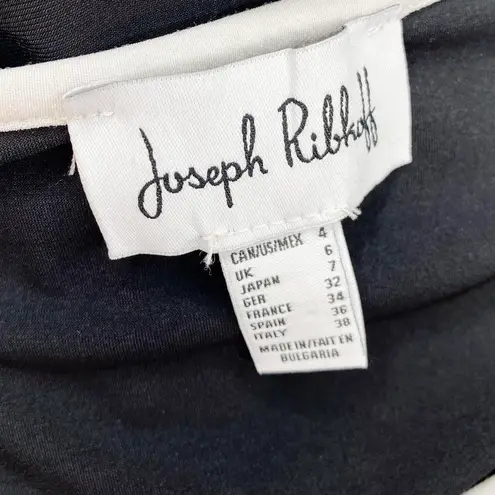 Joseph Ribkoff
CAN/US/MEX 4
UK 6
JAPAN 7
GER 32
FRANCE 34
SPAIN 36
ITALY 38
MADE IN/FAIT EN
BULGARIA